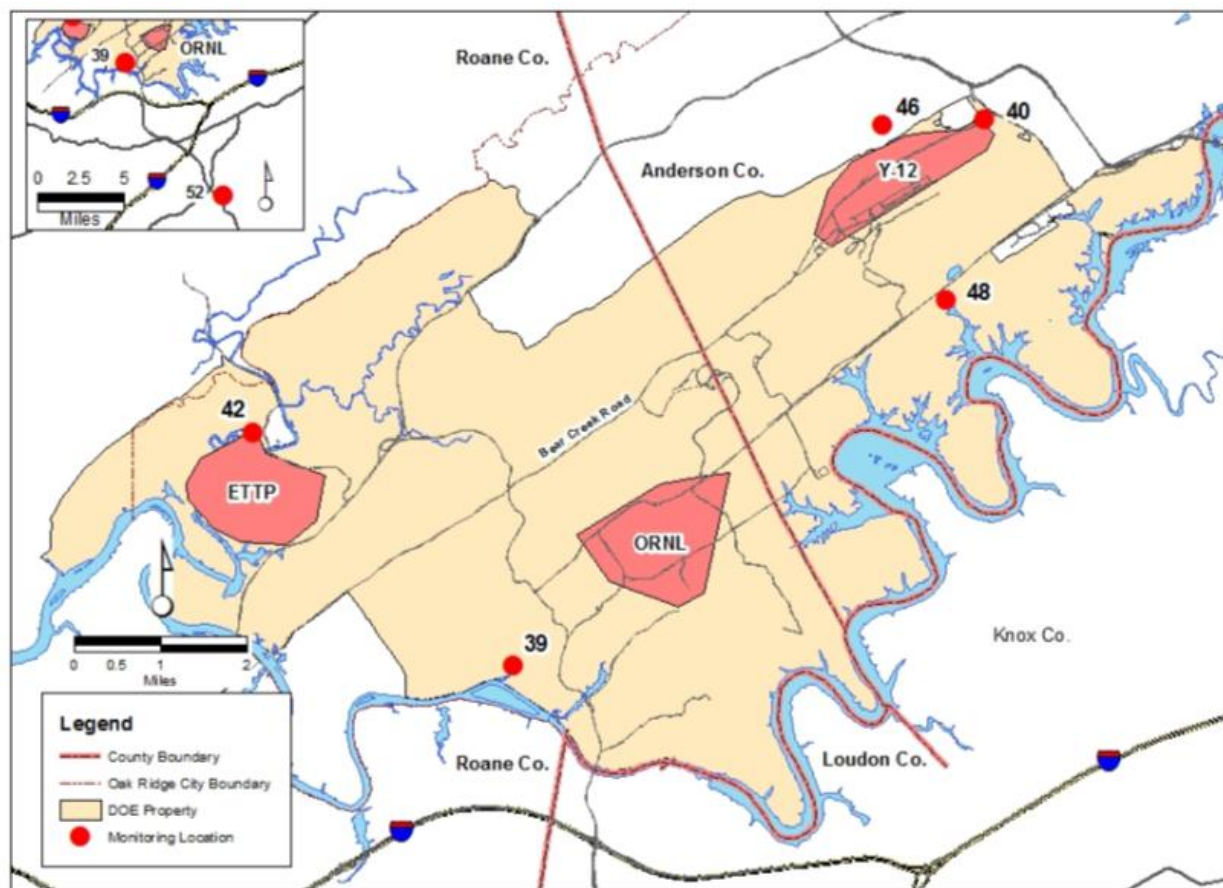 39
ORNL
52
0 2.5 5
Miles
Roane Co.
Anderson Co.
46
40
Y-12
48
Bear Creek Road
42
ETTP
ORNL
39
Knox Co.
Loudon Co.
Roane Co.
0 0.5 1 2
Miles
Legend
County Boundary
Oak Ridge City Boundary
DOE Property
Monitoring Location